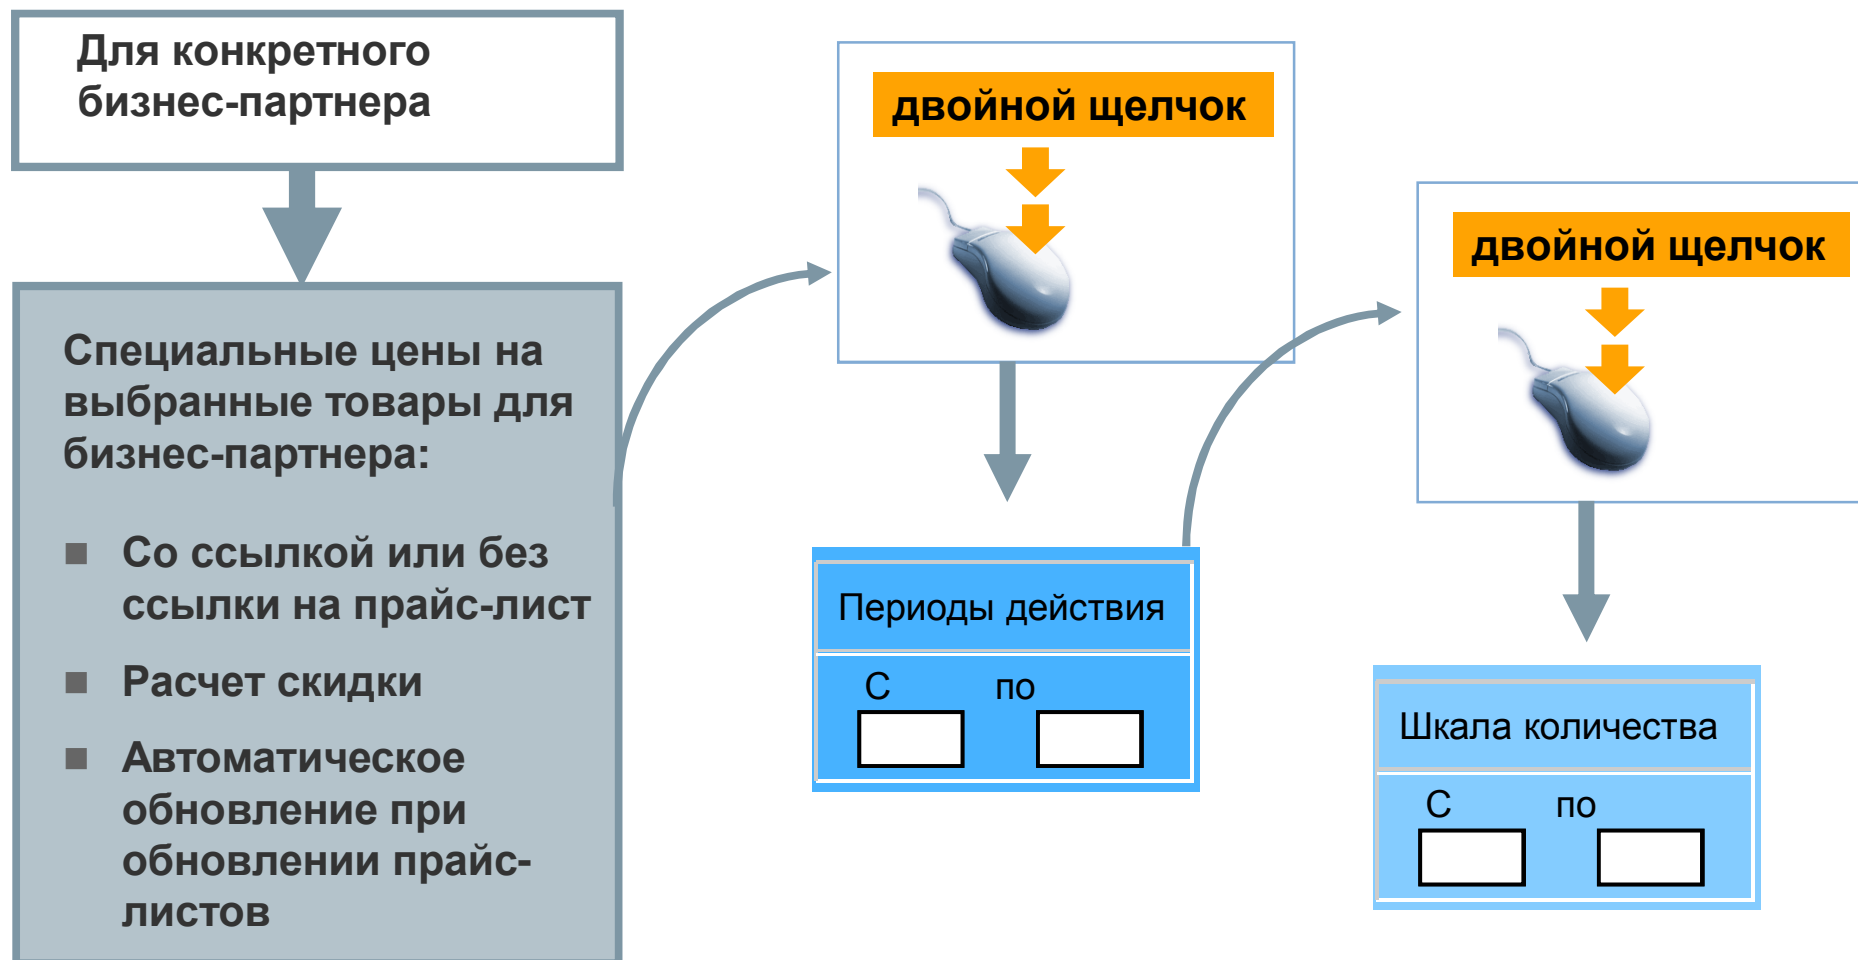 Для конкретного
бизнес-партнера
Специальные цены на
выбранные товары для
бизнес-партнера:
Со ссылкой или без
ссылки на прайс-лист
Расчет скидки
Автоматическое
обновление при
обновлении прайс-
листов
двойной щелчок
Периоды действия
С по
двойной щелчок
Шкала количества
С по